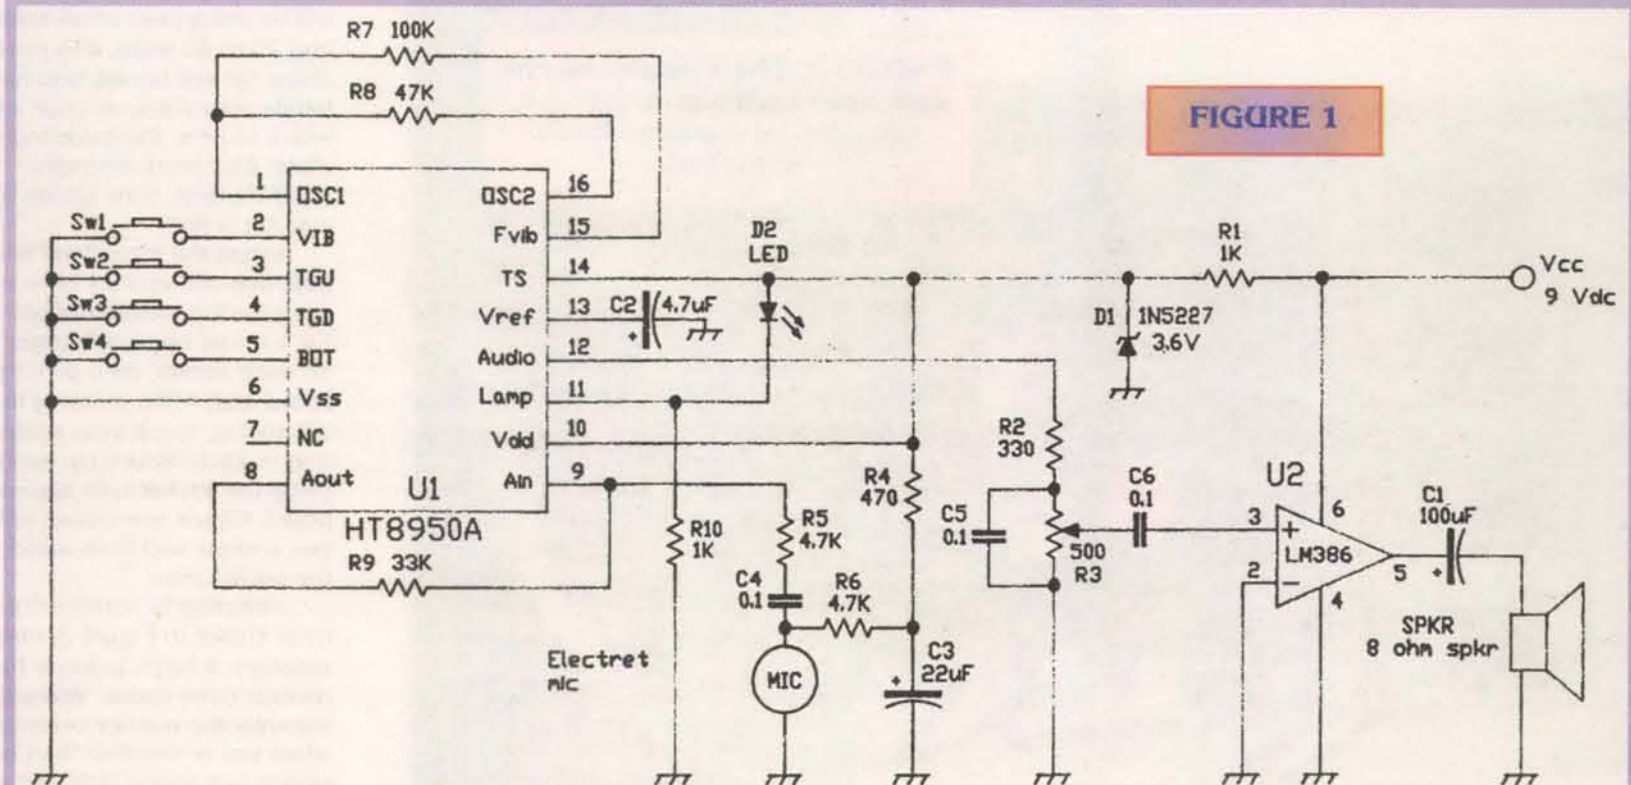 R7 100K
R8 47K
FIGURE 1
1 OSC1
OSC2 16
Sw1 2 VIB
Fvib 15
Sw2 3 TGU
TS 14
Sw3 4 TGD
Vref 13
Sw4 5 BOT
Audio 12
6 Vss
Lamp 11
7 NC
Vdd 10
8 Aout
Ain 9
U1
HT8950A
R9 33K
C2 4.7uF
+
D2
LED
R1
1K
Vcc
9 Vdc
D1 1N5227
3.6V
R2
330
R4
470
R10
1K
R5
4.7K
C4
0.1
R6
4.7K
Electret
mic
MIC
C3
+ 22uF
C5
0.1
500
R3
C6
0.1
U2
3 +
6
LM386
2 −
5
4
C1
100uF
+
SPKR
8 ohm spkr